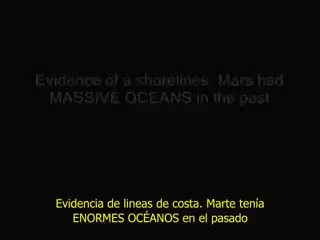 Evidence of a shorelines. Mars had
MASSIVE OCEANS in the past
Evidencia de lineas de costa. Marte tenía
ENORMES OCÉANOS en el pasado